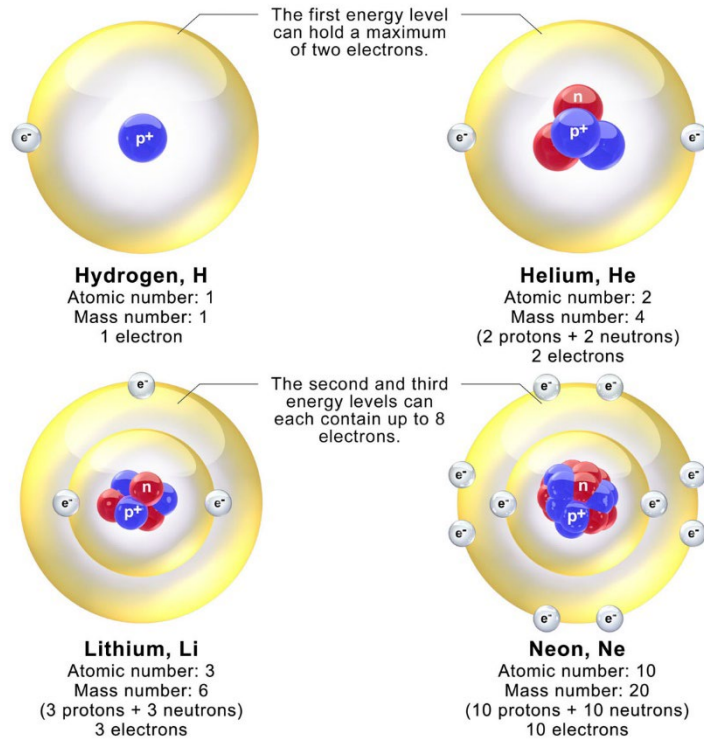 The first energy level
can hold a maximum
of two electrons.
e-
p+
e-
n
p+
e-
Hydrogen, H
Atomic number: 1
Mass number: 1
1 electron
Helium, He
Atomic number: 2
Mass number: 4
(2 protons + 2 neutrons)
2 electrons
The second and third
energy levels can
each contain up to 8
electrons.
e-
e-
n
p+
e-
e-
e-
e-
e-
e-
n
p+
e-
e-
e-
e-
e-
Lithium, Li
Atomic number: 3
Mass number: 6
(3 protons + 3 neutrons)
3 electrons
Neon, Ne
Atomic number: 10
Mass number: 20
(10 protons + 10 neutrons)
10 electrons